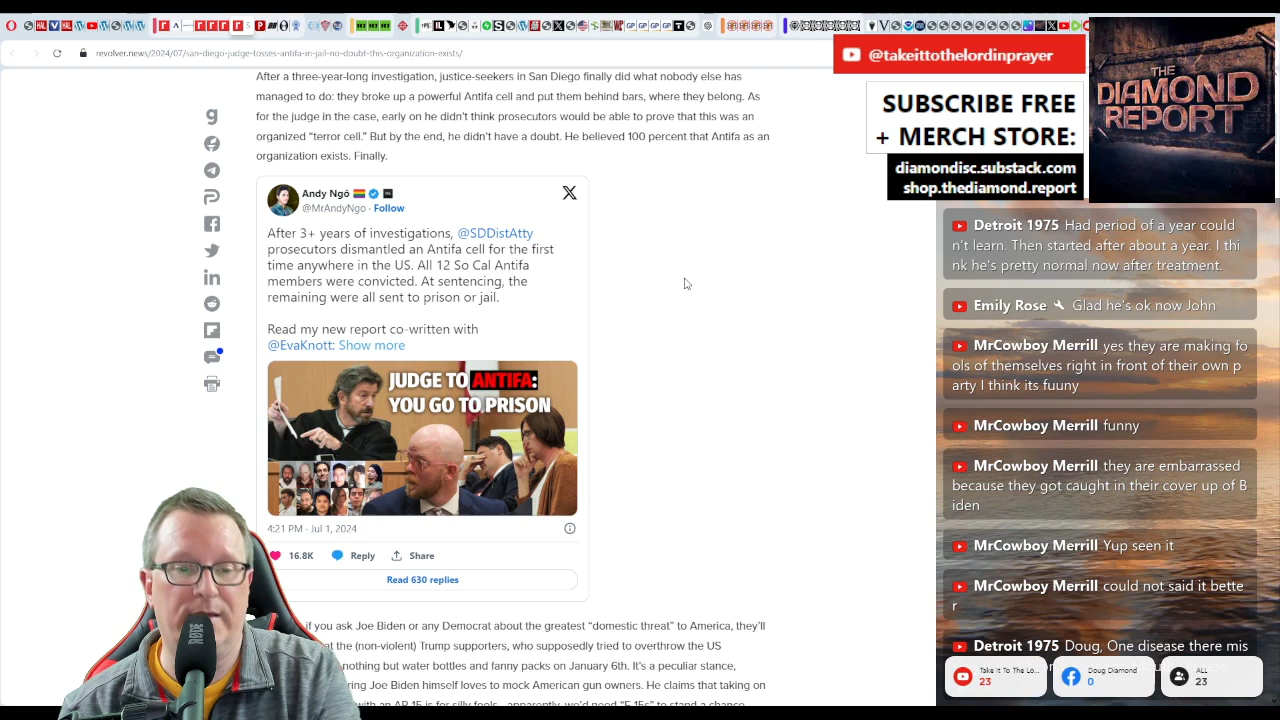 revolver.news/2024/07/san-diego-judge-tosses-antifa-in-jail-no-doubt-this-organization-exists/
After a three-year-long investigation, justice-seekers in San Diego finally did what nobody else has
managed to do: they broke up a powerful Antifa cell and put them behind bars, where they belong. As
for the judge in the case, early on he didn't think prosecutors would be able to prove that this was an
organized "terror cell." But by the end, he didn't have a doubt. He believed 100 percent that Antifa as an
organization exists. Finally.
Andy Ngô
@MrAndyNgo · Follow
After 3+ years of investigations, @SDDistAtty
prosecutors dismantled an Antifa cell for the first
time anywhere in the US. All 12 So Cal Antifa
members were convicted. At sentencing, the
remaining were all sent to prison or jail.
Read my new report co-written with
@EvaKnott: Show more
JUDGE TO ANTIFA:
YOU GO TO PRISON
4:21 PM · Jul 1, 2024
16.8K Reply Share
Read 630 replies
if you ask Joe Biden or any Democrat about the greatest "domestic threat" to America, they'll
at the (non-violent) Trump supporters, who supposedly tried to overthrow the US
nothing but water bottles and fanny packs on January 6th. It's a peculiar stance,
ring Joe Biden himself loves to mock American gun owners. He claims that taking on
@takeittothelordinprayer
SUBSCRIBE FREE
+ MERCH STORE:
diamondisc.substack.com
shop.thediamond.report
THE
DIAMOND
REPORT
Detroit 1975 Had period of a year could
n't learn. Then started after about a year. I thi
nk he's pretty normal now after treatment.
Emily Rose Glad he's ok now John
MrCowboy Merrill yes they are making fo
ols of themselves right in front of their own p
arty I think its fuuny
MrCowboy Merrill funny
MrCowboy Merrill they are embarrassed
because they got caught in their cover up of B
iden
MrCowboy Merrill Yup seen it
MrCowboy Merrill could not said it bette
r
Detroit 1975 Doug, One disease there mis
Take It To The Lo...
23
Doug Diamond
0
ALL
23